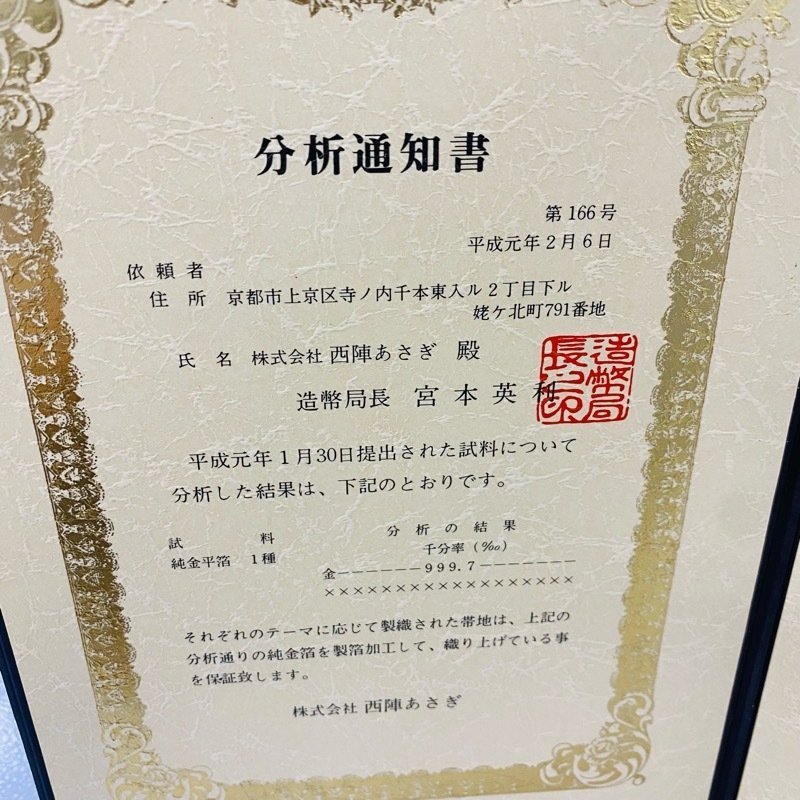 分析通知書
第166号
平成元年2月6日
依頼者
住所 京都市上京区寺ノ内千本東入ル2丁目下ル
姥ケ北町791番地
氏名 株式会社 西陣あさぎ 殿
造幣局長 宮本英利
造幣局長之印
平成元年1月30日提出された試料について
分析した結果は、下記のとおりです。
試料 分析の結果
千分率(‰)
純金平箔 1種
金――――――999.7―――――――
×××××××××××××××××
それぞれのテーマに応じて製織された帯地は、上記の
分析通りの純金箔を製箔加工して、織り上げている事
を保証致します。
株式会社 西陣あさぎ